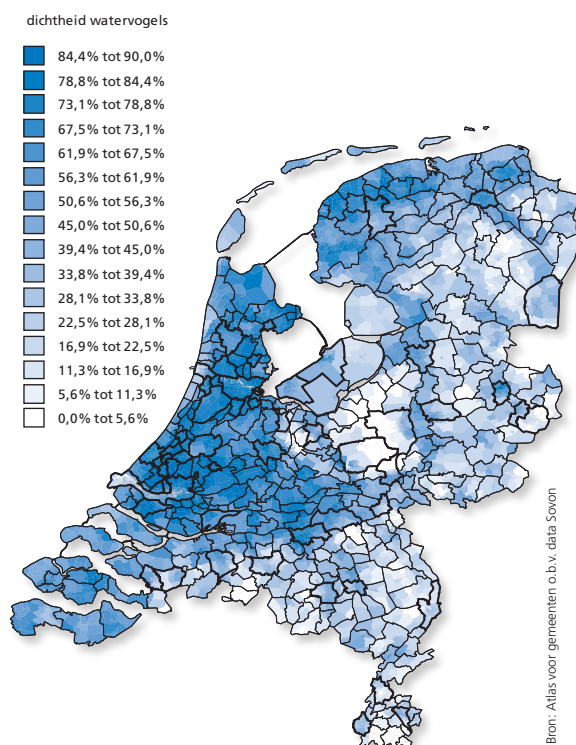 dichtheid watervogels
84,4% tot 90,0%
78,8% tot 84,4%
73,1% tot 78,8%
67,5% tot 73,1%
61,9% tot 67,5%
56,3% tot 61,9%
50,6% tot 56,3%
45,0% tot 50,6%
39,4% tot 45,0%
33,8% tot 39,4%
28,1% tot 33,8%
22,5% tot 28,1%
16,9% tot 22,5%
11,3% tot 16,9%
5,6% tot 11,3%
0,0% tot 5,6%
Bron: Atlas voor gemeenten o.b.v. data Sovon